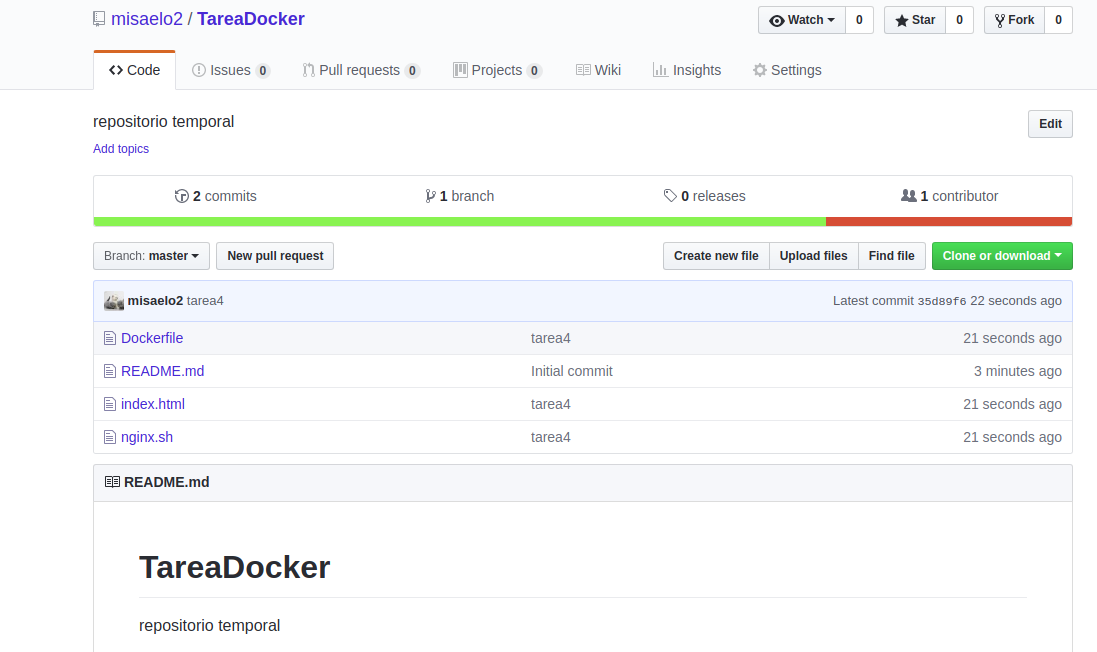 misaelo2 / TareaDocker
Watch 0 Star 0 Fork 0
Code Issues 0 Pull requests 0 Projects 0 Wiki Insights Settings
repositorio temporal
Edit
Add topics
2 commits 1 branch 0 releases 1 contributor
Branch: master New pull request Create new file Upload files Find file Clone or download
misaelo2 tarea4 Latest commit 35d89f6 22 seconds ago
Dockerfile tarea4 21 seconds ago
README.md Initial commit 3 minutes ago
index.html tarea4 21 seconds ago
nginx.sh tarea4 21 seconds ago
README.md
TareaDocker
repositorio temporal